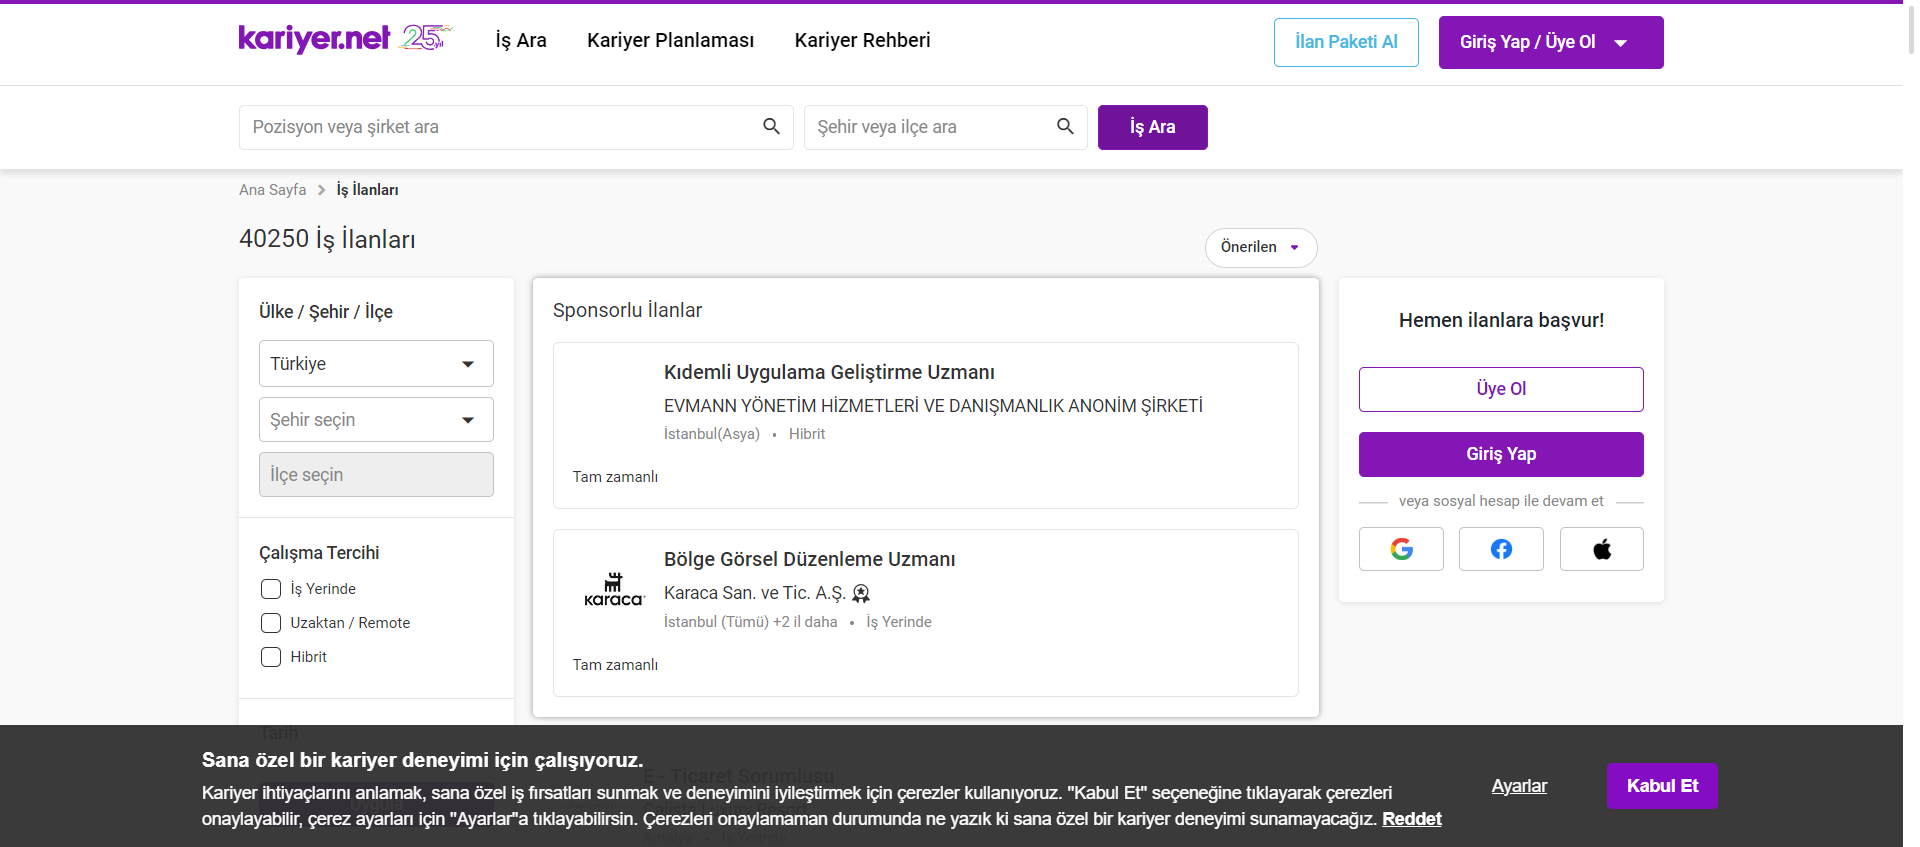 kariyer.net 25 yıl
İş Ara
Kariyer Planlaması
Kariyer Rehberi
İlan Paketi Al
Giriş Yap / Üye Ol
Pozisyon veya şirket ara
Şehir veya ilçe ara
İş Ara
Ana Sayfa > İş İlanları
40250 İş İlanları
Önerilen
Ülke / Şehir / İlçe
Türkiye
Şehir seçin
İlçe seçin
Çalışma Tercihi
İş Yerinde
Uzaktan / Remote
Hibrit
Tarih
Sponsorlu İlanlar
Kıdemli Uygulama Geliştirme Uzmanı
EVMANN YÖNETİM HİZMETLERİ VE DANIŞMANLIK ANONİM ŞİRKETİ
İstanbul(Asya) • Hibrit
Tam zamanlı
karaca
Bölge Görsel Düzenleme Uzmanı
Karaca San. ve Tic. A.Ş.
İstanbul (Tümü) +2 il daha • İş Yerinde
Tam zamanlı
E - Ticaret Sorumlusu
Hemen ilanlara başvur!
Üye Ol
Giriş Yap
veya sosyal hesap ile devam et
Sana özel bir kariyer deneyimi için çalışıyoruz.
Kariyer ihtiyaçlarını anlamak, sana özel iş fırsatları sunmak ve deneyimini iyileştirmek için çerezler kullanıyoruz. "Kabul Et" seçeneğine tıklayarak çerezleri
onaylayabilir, çerez ayarları için "Ayarlar"a tıklayabilirsin. Çerezleri onaylamaman durumunda ne yazık ki sana özel bir kariyer deneyimi sunamayacağız. Reddet
Ayarlar
Kabul Et